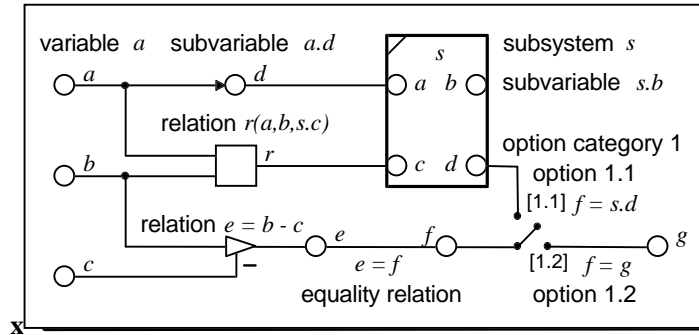 variable a subvariable a.d
subsystem s
a
d
s
a b
subvariable s.b
relation r(a,b,s.c)
r
c d
option category 1
option 1.1
b
[1.1] f = s.d
relation e = b - c
e
f
g
e = f
[1.2] f = g
c
–
equality relation
option 1.2
x